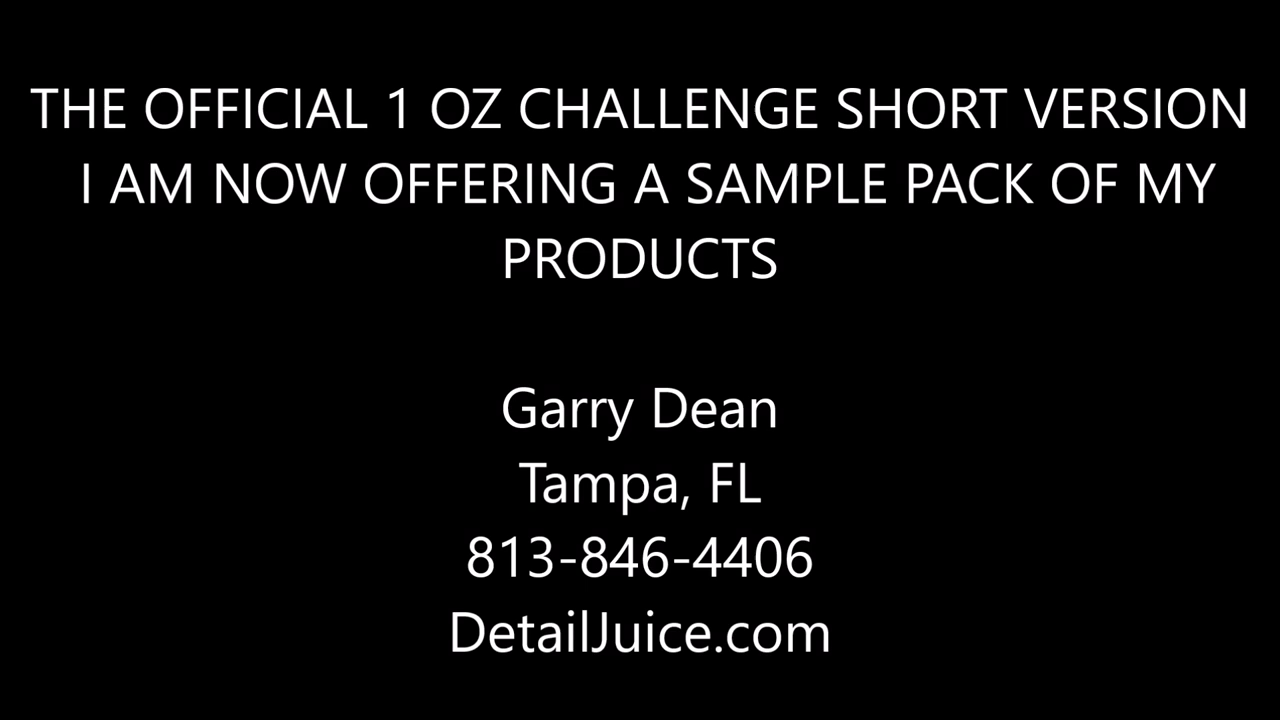 THE OFFICIAL 1 OZ CHALLENGE SHORT VERSION
I AM NOW OFFERING A SAMPLE PACK OF MY
PRODUCTS
Garry Dean
Tampa, FL
813-846-4406
DetailJuice.com